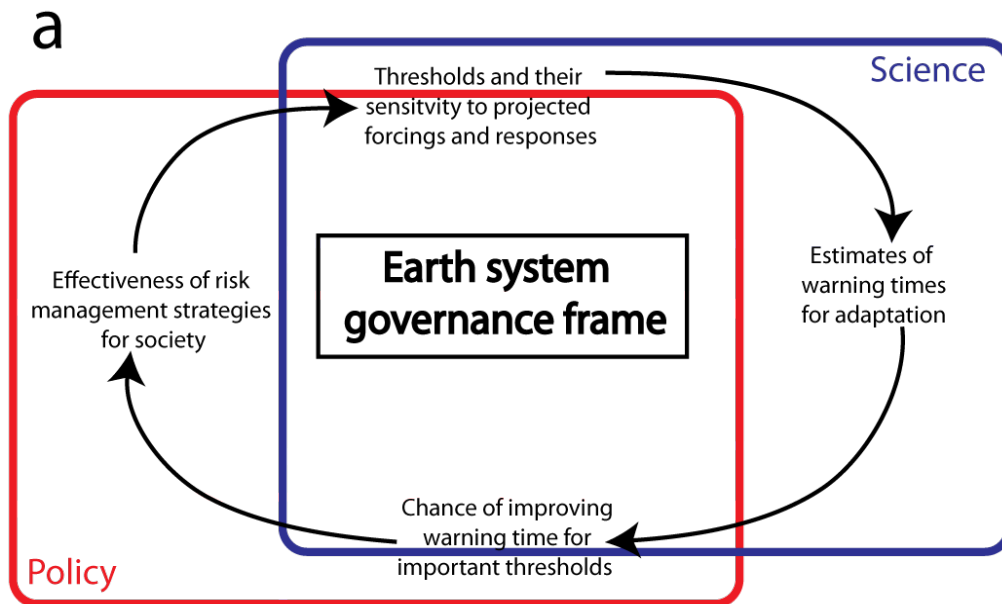 a
Science
Thresholds and their
sensitvity to projected
forcings and responses
Earth system
governance frame
Effectiveness of risk
management strategies
for society
Estimates of
warning times
for adaptation
Chance of improving
warning time for
important thresholds
Policy